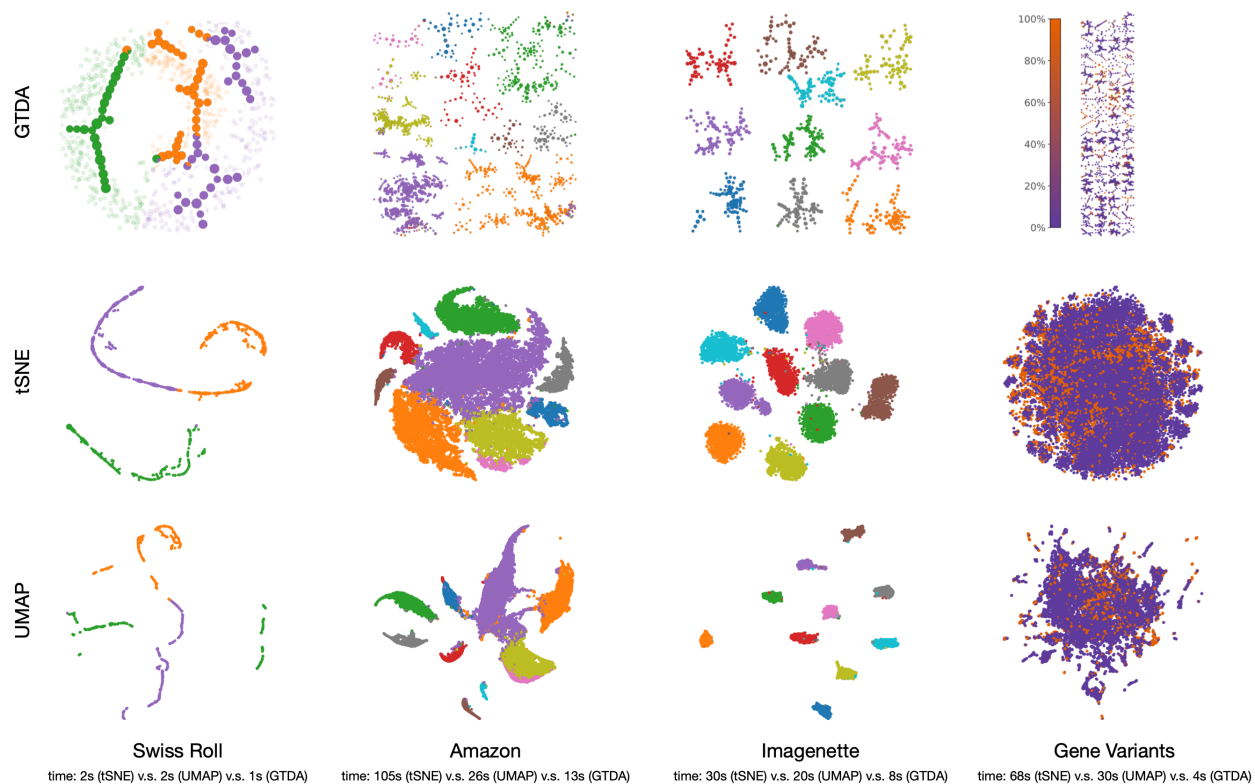 GTDA
100%
80%
60%
40%
20%
0%
tSNE
UMAP
Swiss Roll
Amazon
Imagenette
Gene Variants
time: 2s (tSNE) v.s. 2s (UMAP) v.s. 1s (GTDA)
time: 105s (tSNE) v.s. 26s (UMAP) vs. 13s (GTDA)
time: 30s (tSNE) v.s. 20s (UMAP) v.s. 8s (GTDA)
time: 68s (tSNE) v.s. 30s (UMAP) v.s. 4s (GTDA)